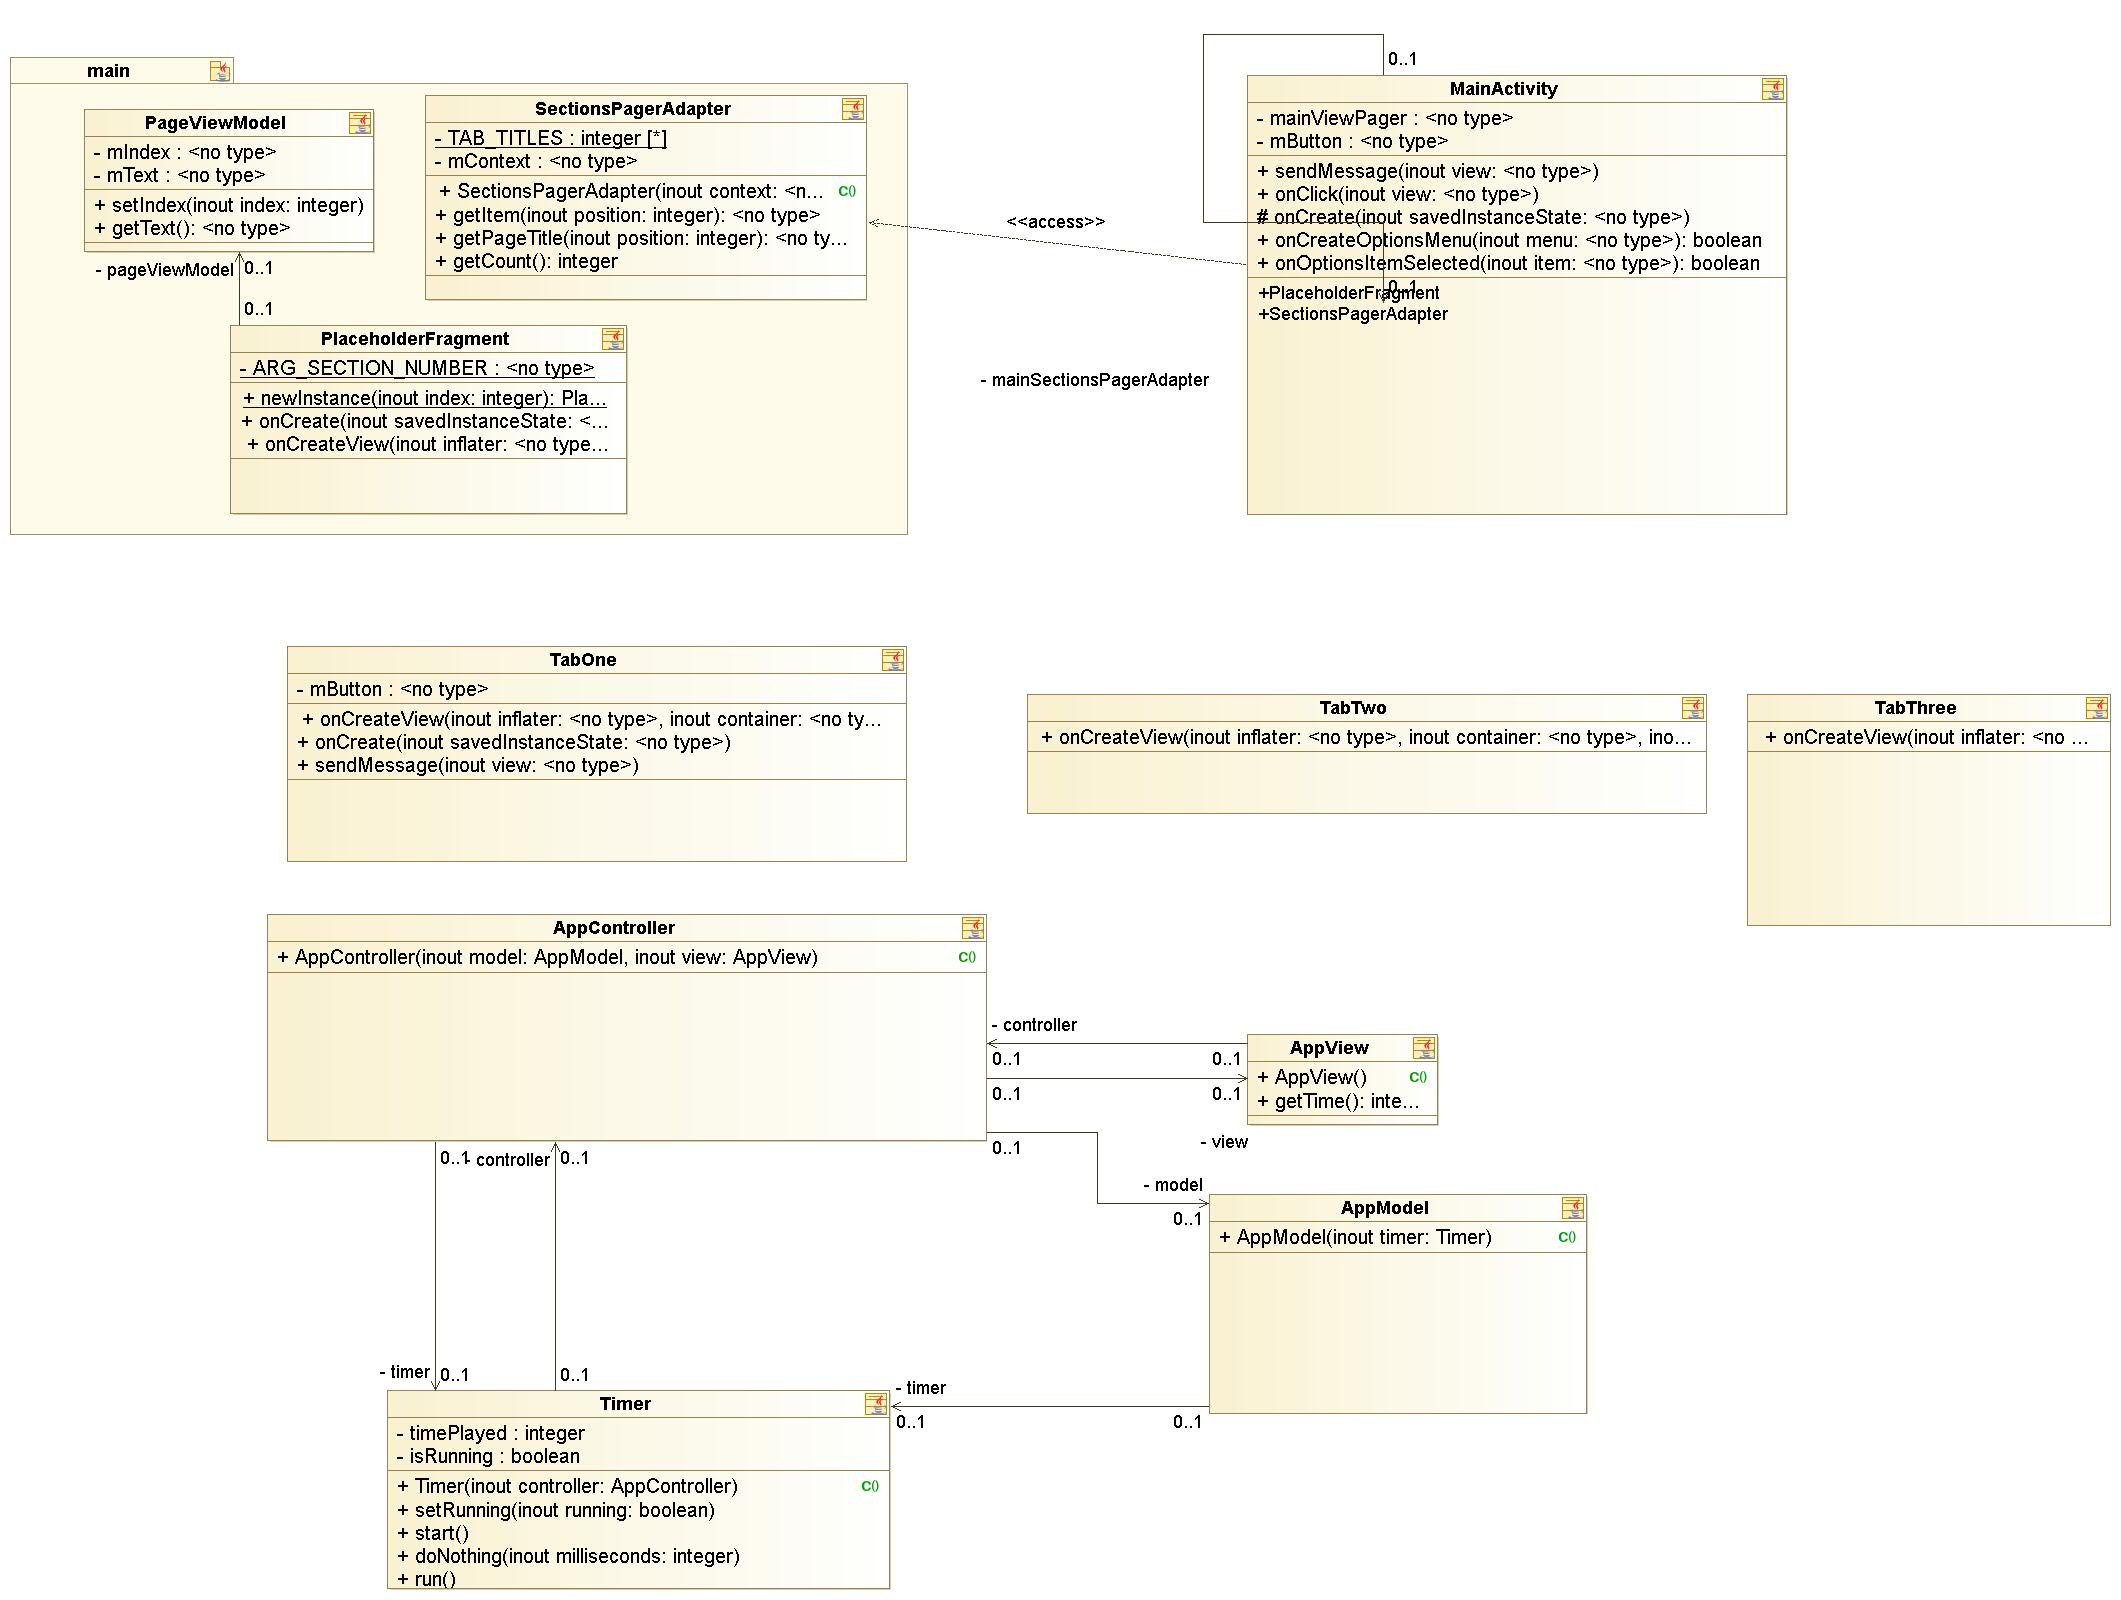 main
PageViewModel
- mIndex : <no type>
- mText : <no type>
+ setIndex(inout index: integer)
+ getText(): <no type>
- pageViewModel
0..1
0..1
SectionsPagerAdapter
- TAB_TITLES : integer [*]
- mContext : <no type>
+ SectionsPagerAdapter(inout context: <n...
C()
+ getItem(inout position: integer): <no type>
+ getPageTitle(inout position: integer): <no ty...
+ getCount(): integer
PlaceholderFragment
- ARG_SECTION_NUMBER : <no type>
+ newInstance(inout index: integer): Pla...
+ onCreate(inout savedInstanceState: <...
+ onCreateView(inout inflater: <no type...
<<access>>
- mainSectionsPagerAdapter
0..1
MainActivity
- mainViewPager : <no type>
- mButton : <no type>
+ sendMessage(inout view: <no type>)
+ onClick(inout view: <no type>)
# onCreate(inout savedInstanceState: <no type>)
+ onCreateOptionsMenu(inout menu: <no type>): boolean
+ onOptionsItemSelected(inout item: <no type>): boolean
0..1
+PlaceholderFragment
+SectionsPagerAdapter
TabOne
- mButton : <no type>
+ onCreateView(inout inflater: <no type>, inout container: <no ty...
+ onCreate(inout savedInstanceState: <no type>)
+ sendMessage(inout view: <no type>)
TabTwo
+ onCreateView(inout inflater: <no type>, inout container: <no type>, ino...
TabThree
+ onCreateView(inout inflater: <no ...
AppController
+ AppController(inout model: AppModel, inout view: AppView)
C()
- controller
0..1
0..1
0..1
0..1
AppView
+ AppView()
C()
+ getTime(): inte...
- view
0..1
- model
0..1
AppModel
+ AppModel(inout timer: Timer)
C()
0..1
- controller
0..1
- timer
0..1
0..1
- timer
0..1
0..1
Timer
- timePlayed : integer
- isRunning : boolean
+ Timer(inout controller: AppController)
C()
+ setRunning(inout running: boolean)
+ start()
+ doNothing(inout milliseconds: integer)
+ run()